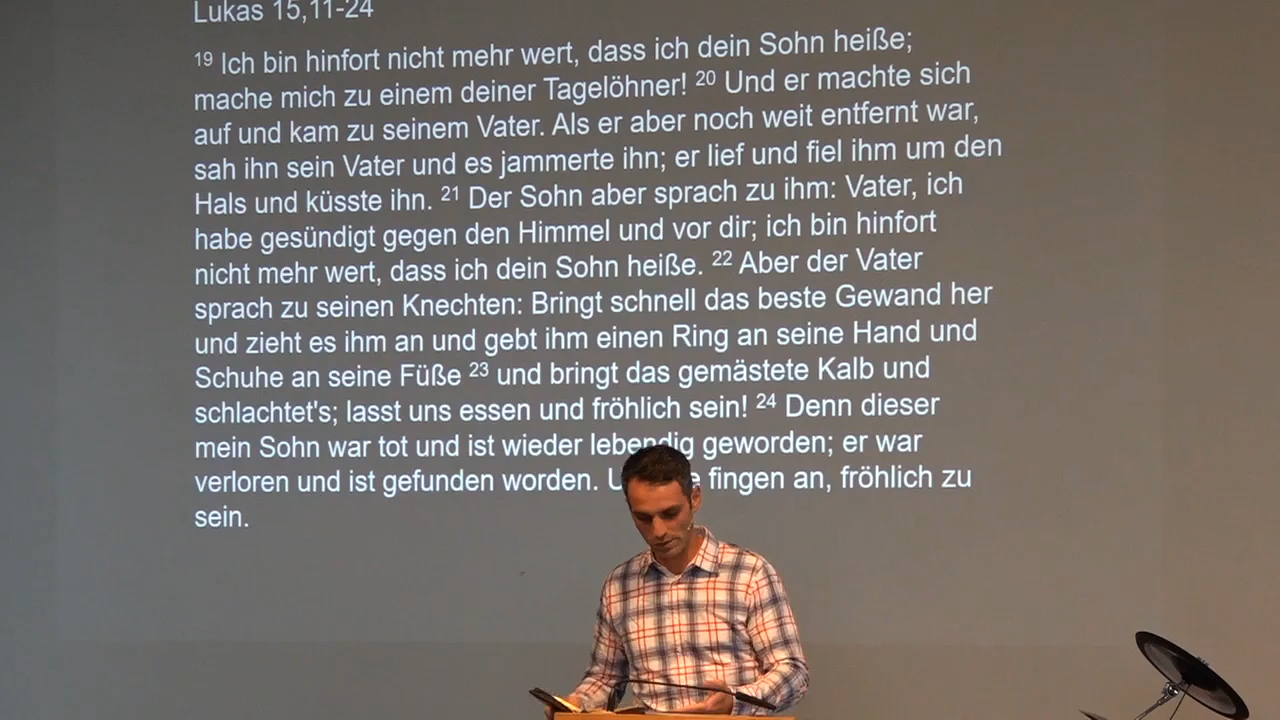 Lukas 15,11-24
19 Ich bin hinfort nicht mehr wert, dass ich dein Sohn heiße;
mache mich zu einem deiner Tagelöhner! 20 Und er machte sich
auf und kam zu seinem Vater. Als er aber noch weit entfernt war,
sah ihn sein Vater und es jammerte ihn; er lief und fiel ihm um den
Hals und küsste ihn. 21 Der Sohn aber sprach zu ihm: Vater, ich
habe gesündigt gegen den Himmel und vor dir; ich bin hinfort
nicht mehr wert, dass ich dein Sohn heiße. 22 Aber der Vater
sprach zu seinen Knechten: Bringt schnell das beste Gewand her
und zieht es ihm an und gebt ihm einen Ring an seine Hand und
Schuhe an seine Füße 23 und bringt das gemästete Kalb und
schlachtet's; lasst uns essen und fröhlich sein! 24 Denn dieser
mein Sohn war tot und ist wieder lebendig geworden; er war
verloren und ist gefunden worden. fingen an, fröhlich zu
sein.